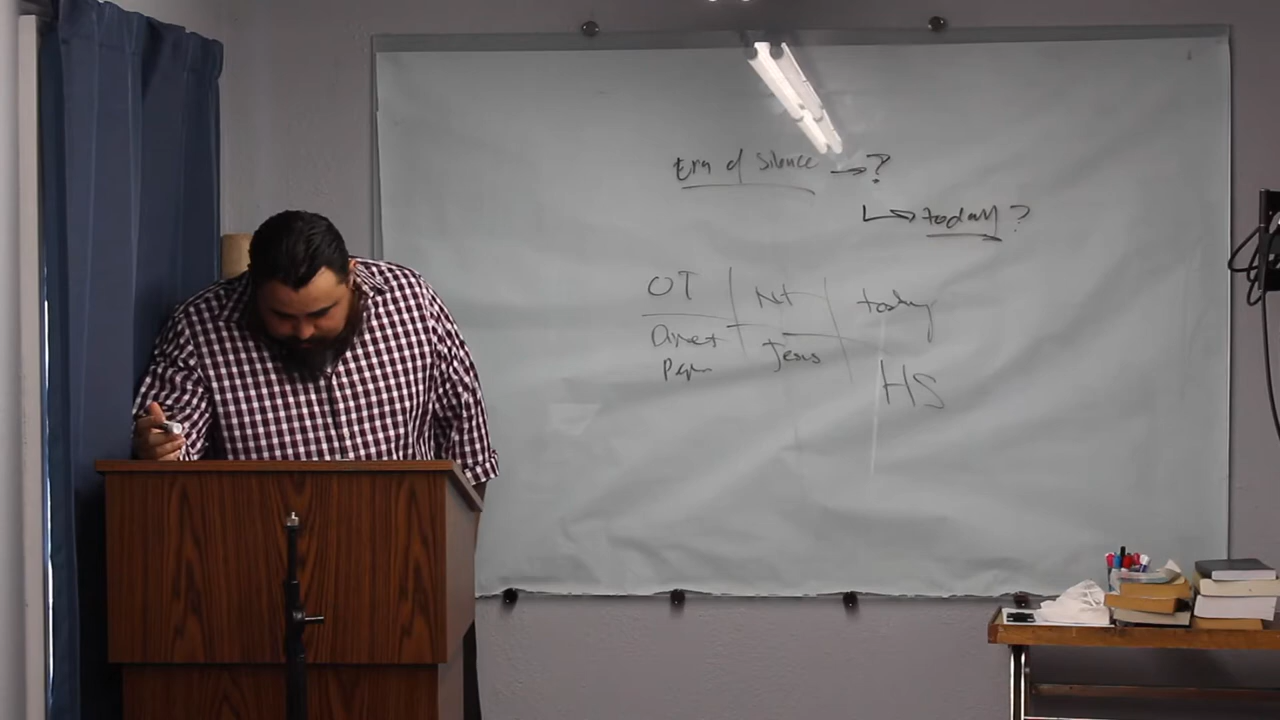 Era of Silence → ?
↳ today ?
OT | Nt | today
Direct | Jesus | HS